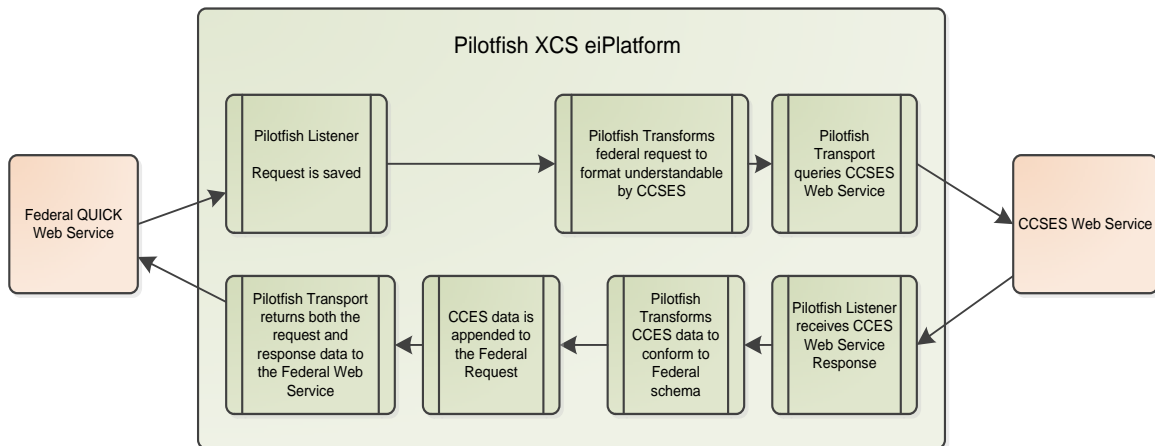 Pilotfish XCS eiPlatform
Federal QUICK
Web Service
Pilotfish Listener
Request is saved
Pilotfish Transforms
federal request to
format understandable
by CCSES
Pilotfish
Transport
queries CCSES
Web Service
CCSES Web Service
Pilotfish Listener
receives CCES
Web Service
Response
Pilotfish
Transforms
CCES data to
conform to
Federal
schema
CCES data is
appended to
the Federal
Request
Pilotfish Transport
returns both the
request and
response data to
the Federal Web
Service